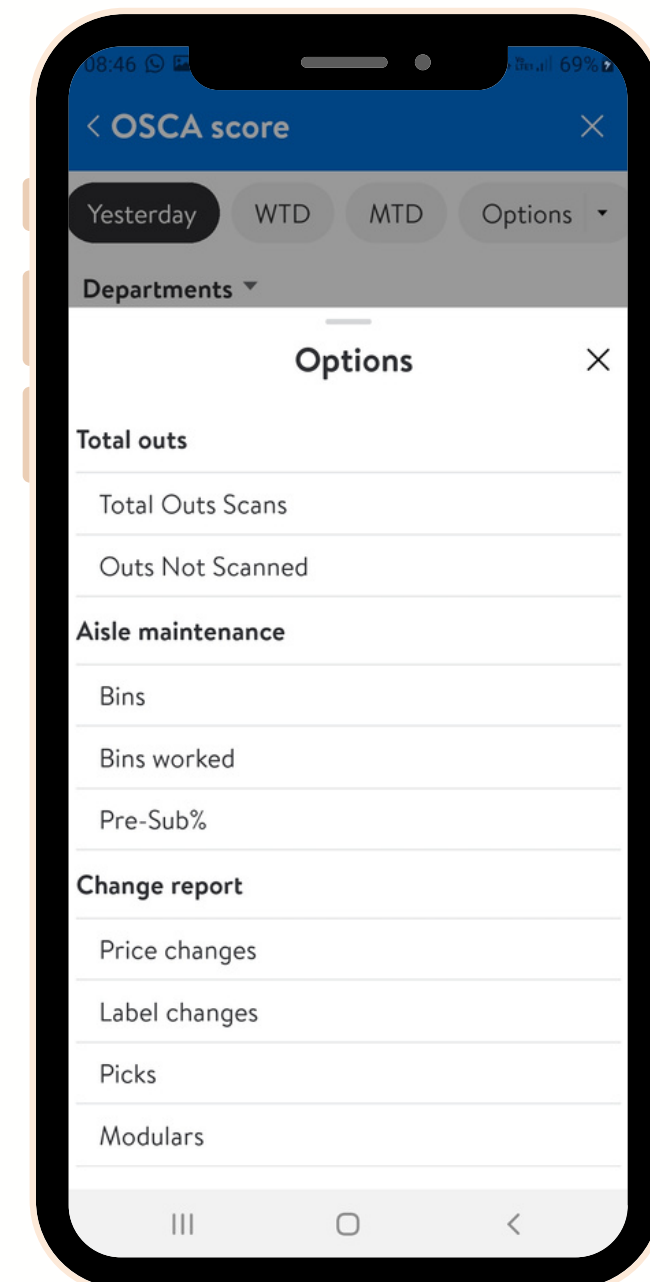 08:46 69%
< OSCA score
Yesterday WTD MTD Options
Departments
Options
Total outs
Total Outs Scans
Outs Not Scanned
Aisle maintenance
Bins
Bins worked
Pre-Sub%
Change report
Price changes
Label changes
Picks
Modulars